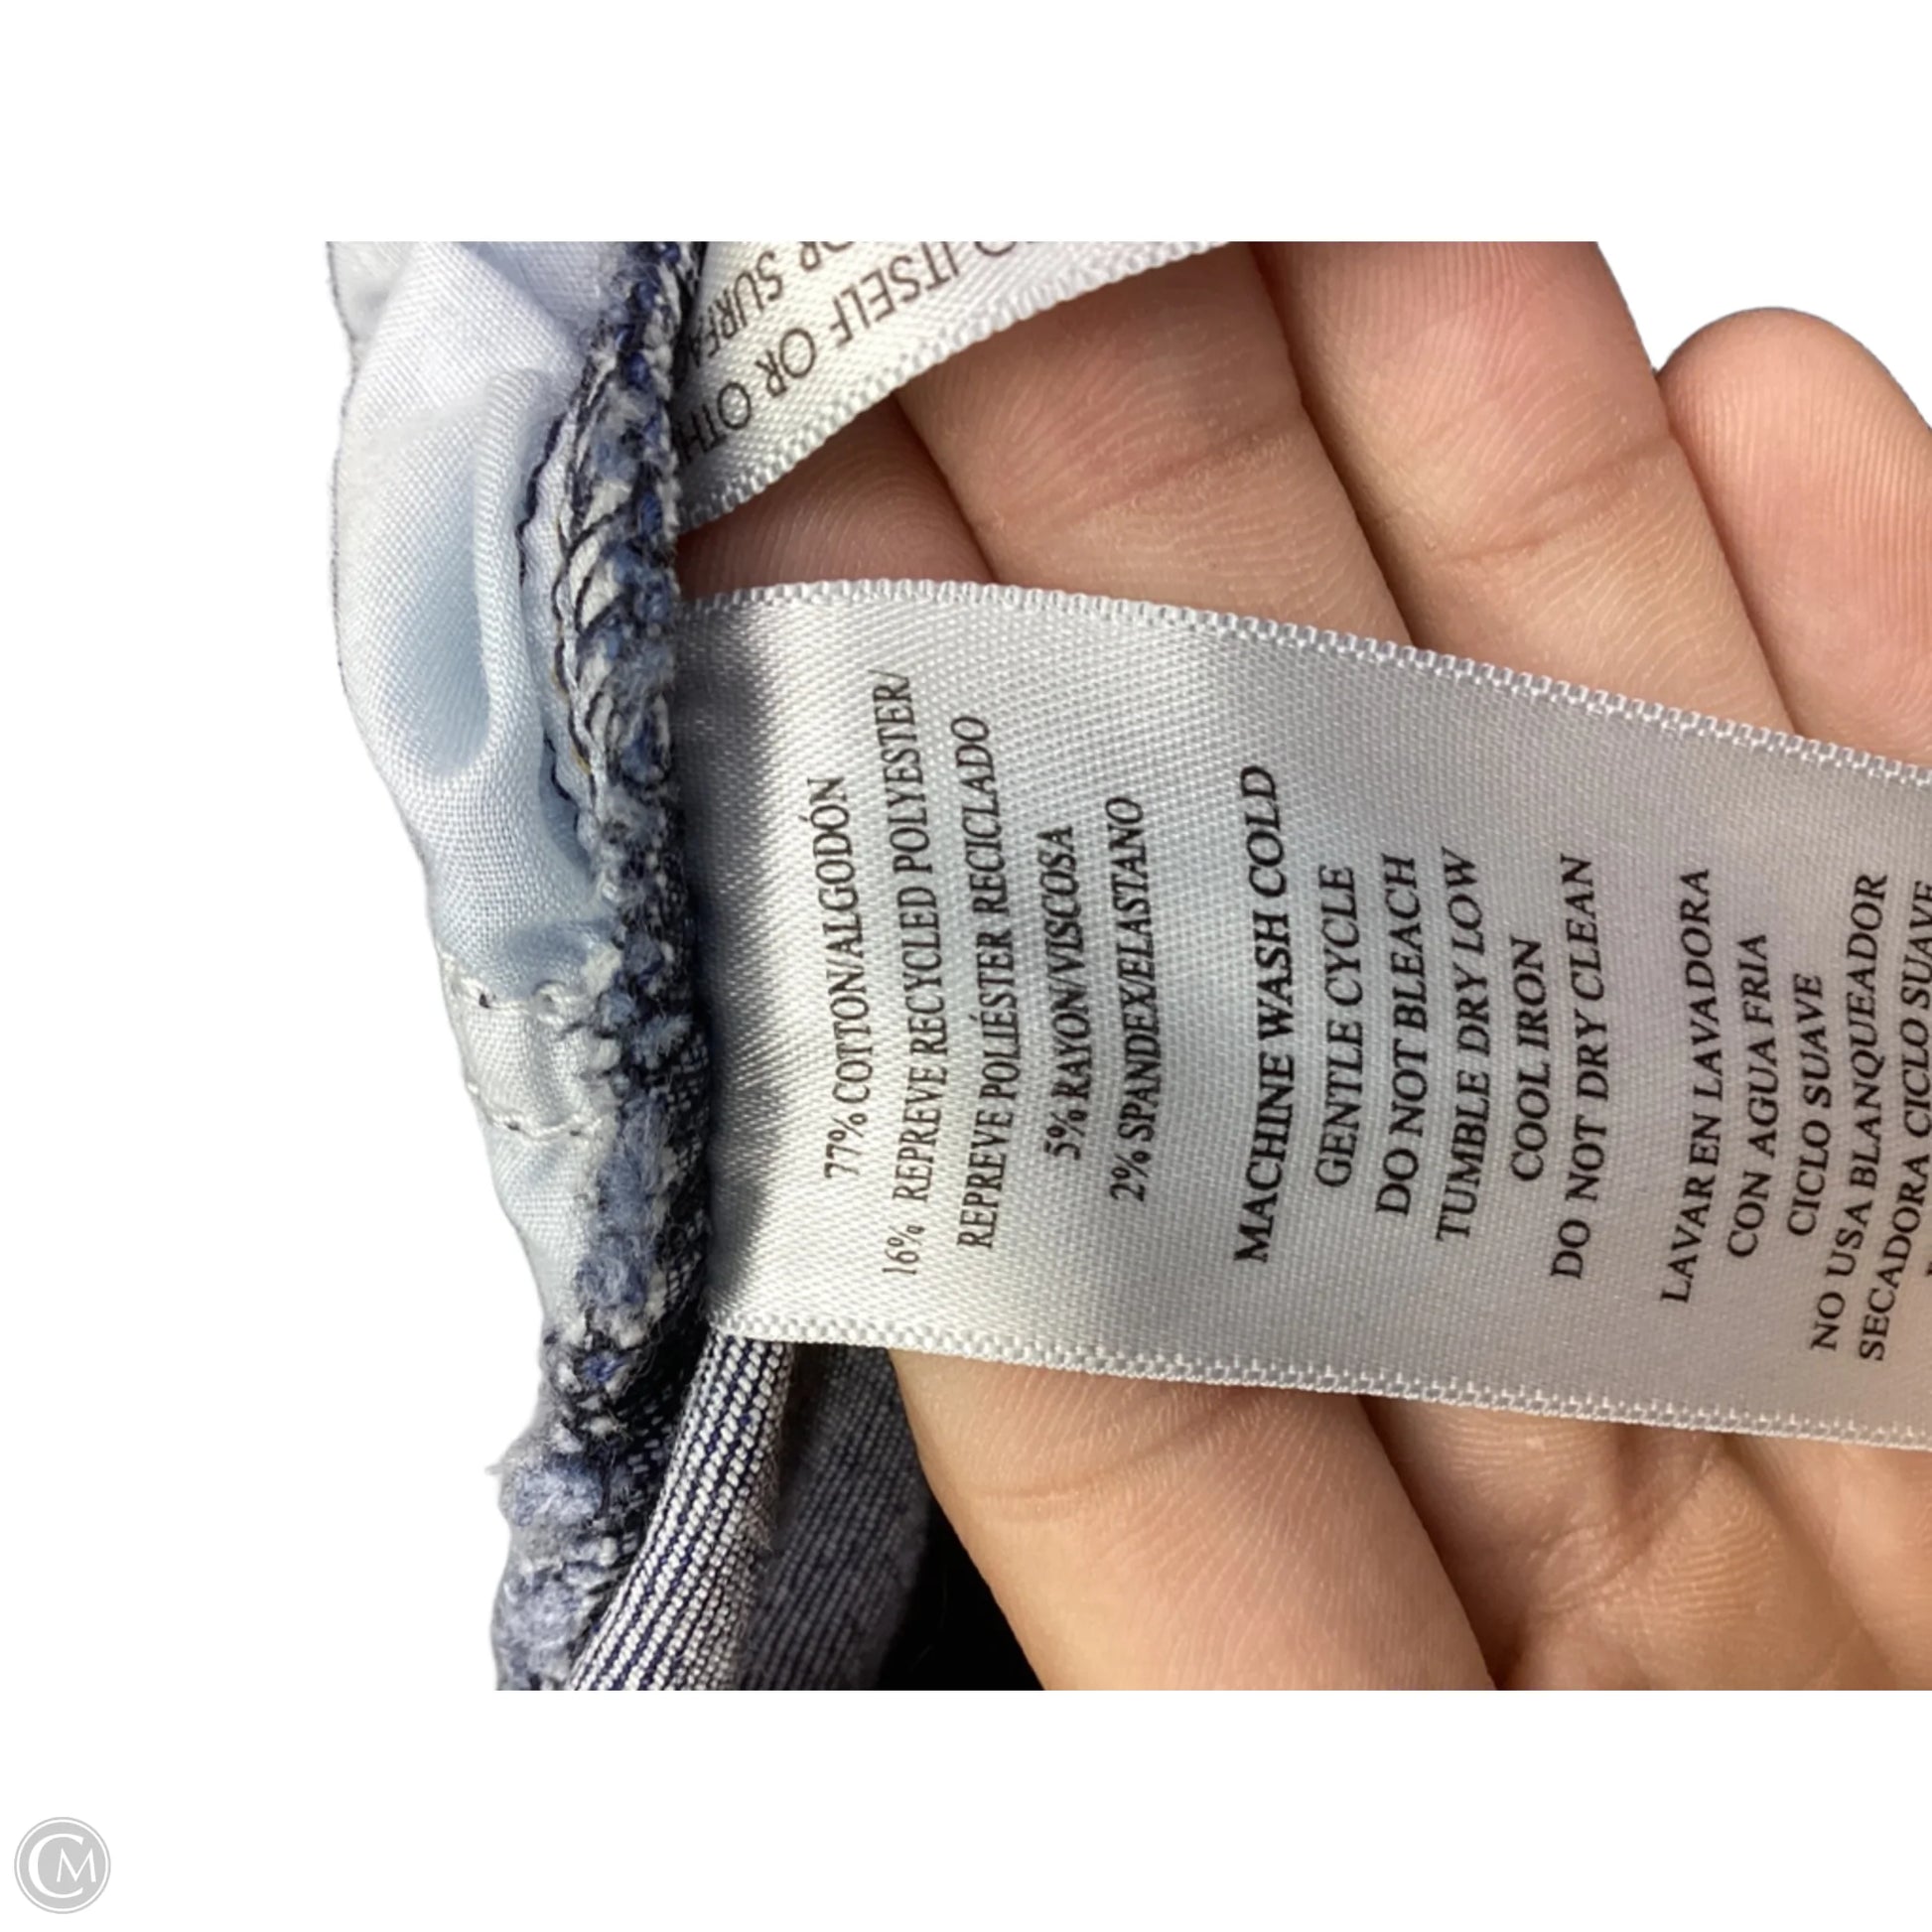 77% COTTON/ALGODÓN
16% REPREVE RECYCLED POLYESTER/
REPREVE POLIÉSTER RECICLADO
5% RAYON/VISCOSA
2% SPANDEX/ELASTANO
MACHINE WASH COLD
GENTLE CYCLE
DO NOT BLEACH
TUMBLE DRY LOW
COOL IRON
DO NOT DRY CLEAN
LAVAR EN LAVADORA
CON AGUA FRIA
CICLO SUAVE
NO USA BLANQUEADOR
SECADORA CICLO SUAVE
ITSELF OR OTH
OR SURFA
CM